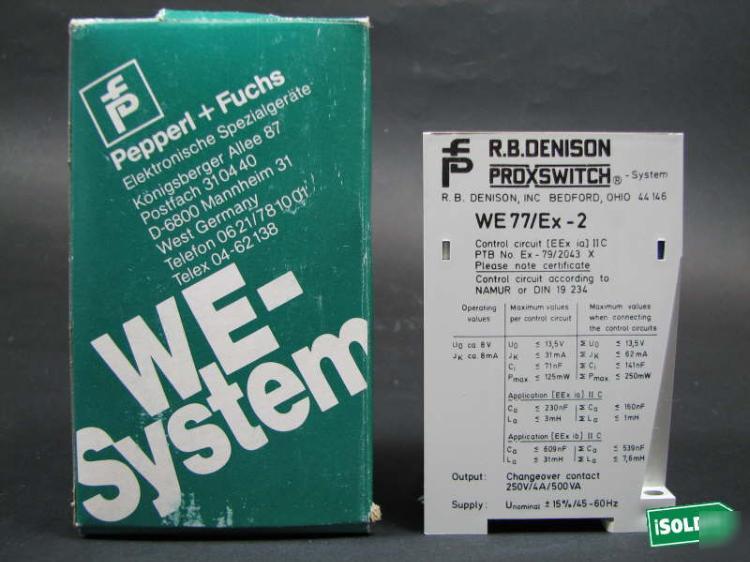 Pepperl + Fuchs
Elektronische Spezialgeräte
Königsberger Allee 87
Postfach 310440
D-6800 Mannheim 31
West Germany
Telefon 0621/781001
Telex 04-62138
WE-
System
R.B.DENISON
PROXSWITCH® - System
R. B. DENISON, INC BEDFORD, OHIO 44146
WE 77/Ex-2
Control circuit [EEx ia] II C
PTB No. Ex-79/2043 X
Please note certificate
Control circuit according to
NAMUR or DIN 19 234
Operating values Maximum values per control circuit Maximum values when connecting the control circuits
U0 ca. 8V U0 ≤ 13,5V Σ U0 ≤ 13,5V
JK ca. 8mA JK ≤ 31mA Σ JK ≤ 62mA
Ci ≤ 71nF Σ Ci ≤ 141nF
Pmax ≤ 125mW Σ Pmax ≤ 250mW
Application [EEx ia] II C
Ca ≤ 230nF Σ Ca ≤ 160nF
La ≤ 3mH Σ La ≤ 1mH
Application [EEx ib] II C
Ca ≤ 609nF Σ Ca ≤ 539nF
La ≤ 31mH Σ La ≤ 7,6mH
Output: Changeover contact
250V/4A/500VA
Supply: Unominal ± 15%/45-60Hz
iSOLD